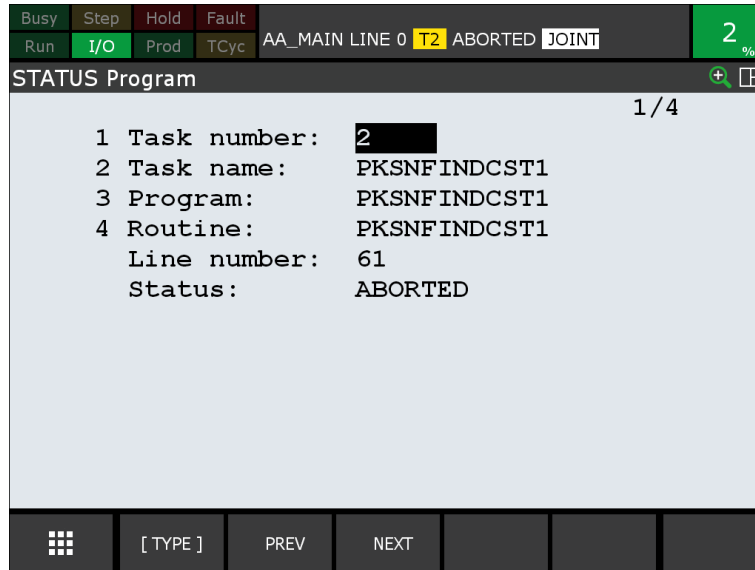 Busy Step Hold Fault
Run I/O Prod TCyc
AA_MAIN LINE 0 T2 ABORTED JOINT
2 %
STATUS Program
1/4
1 Task number: 2
2 Task name: PKSNFINDCST1
3 Program: PKSNFINDCST1
4 Routine: PKSNFINDCST1
Line number: 61
Status: ABORTED
[ TYPE ] PREV NEXT